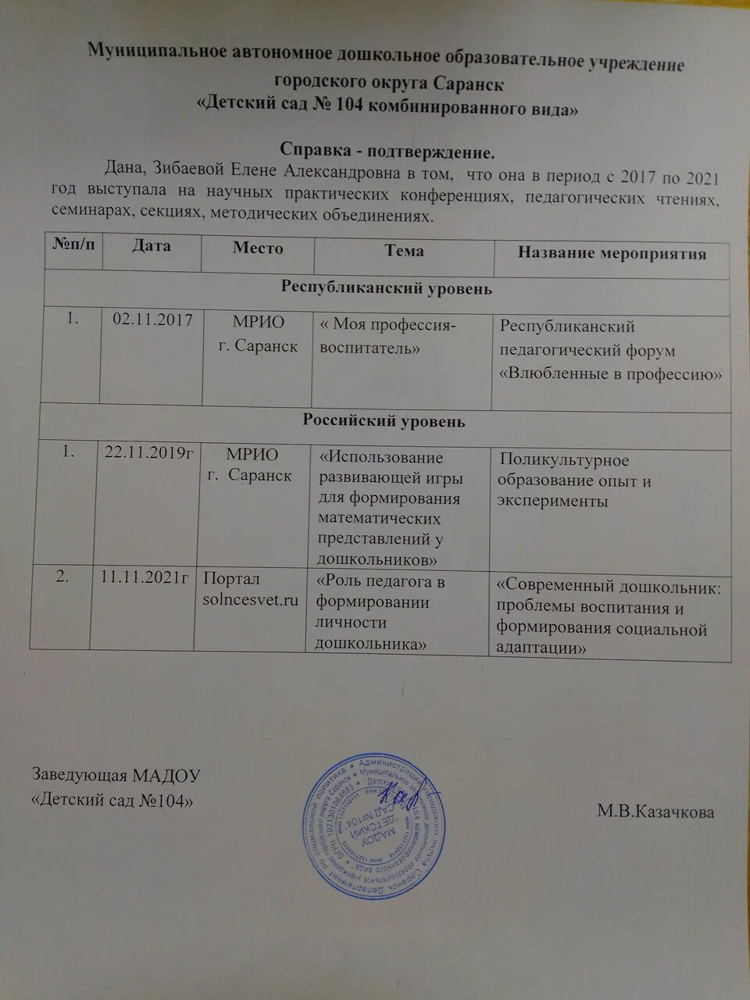 Муниципальное автономное дошкольное образовательное учреждение
городского округа Саранск
«Детский сад № 104 комбинированного вида»
Справка - подтверждение.
Дана, Зибаевой Елене Александровна в том, что она в период с 2017 по 2021
год выступала на научных практических конференциях, педагогических чтениях,
семинарах, секциях, методических объединениях.
№п/п Дата Место Тема Название мероприятия
Республиканский уровень
1. 02.11.2017 МРИО « Моя профессия- Республиканский
г. Саранск воспитатель» педагогический форум
«Влюбленные в профессию»
Российский уровень
1. 22.11.2019г МРИО «Использование Поликультурное
г. Саранск развивающей игры образование опыт и
для формирования эксперименты
математических
представлений у
дошкольников»
2. 11.11.2021г Портал «Роль педагога в «Современный дошкольник:
solncesvet.ru формировании проблемы воспитания и
личности формирования социальной
дошкольника» адаптации»
Заведующая МАДОУ
«Детский сад №104»
М.В.Казачкова
МАДОУ
"ДЕТСКИЙ
САД №104"